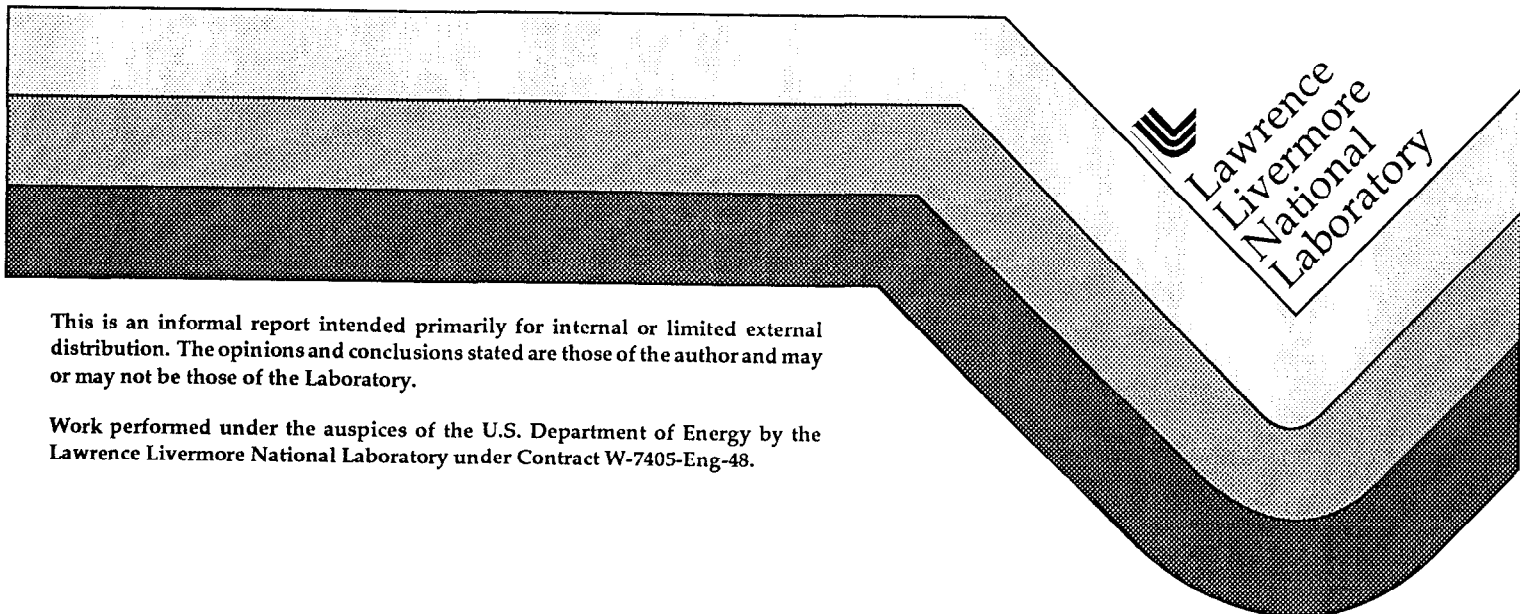 Lawrence
Livermore
National
Laboratory
This is an informal report intended primarily for internal or limited external
distribution. The opinions and conclusions stated are those of the author and may
or may not be those of the Laboratory.
Work performed under the auspices of the U.S. Department of Energy by the
Lawrence Livermore National Laboratory under Contract W-7405-Eng-48.